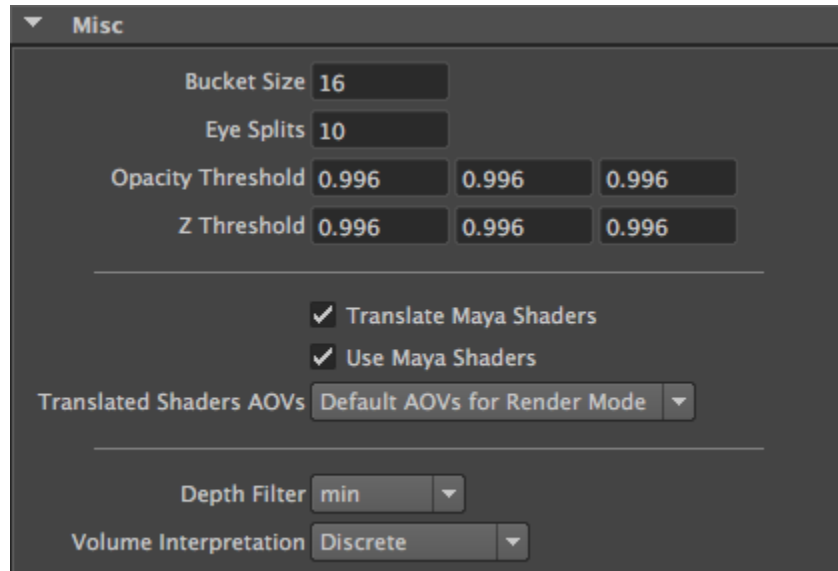 Misc
Bucket Size 16
Eye Splits 10
Opacity Threshold 0.996 0.996 0.996
Z Threshold 0.996 0.996 0.996
Translate Maya Shaders
Use Maya Shaders
Translated Shaders AOVs Default AOVs for Render Mode
Depth Filter min
Volume Interpretation Discrete